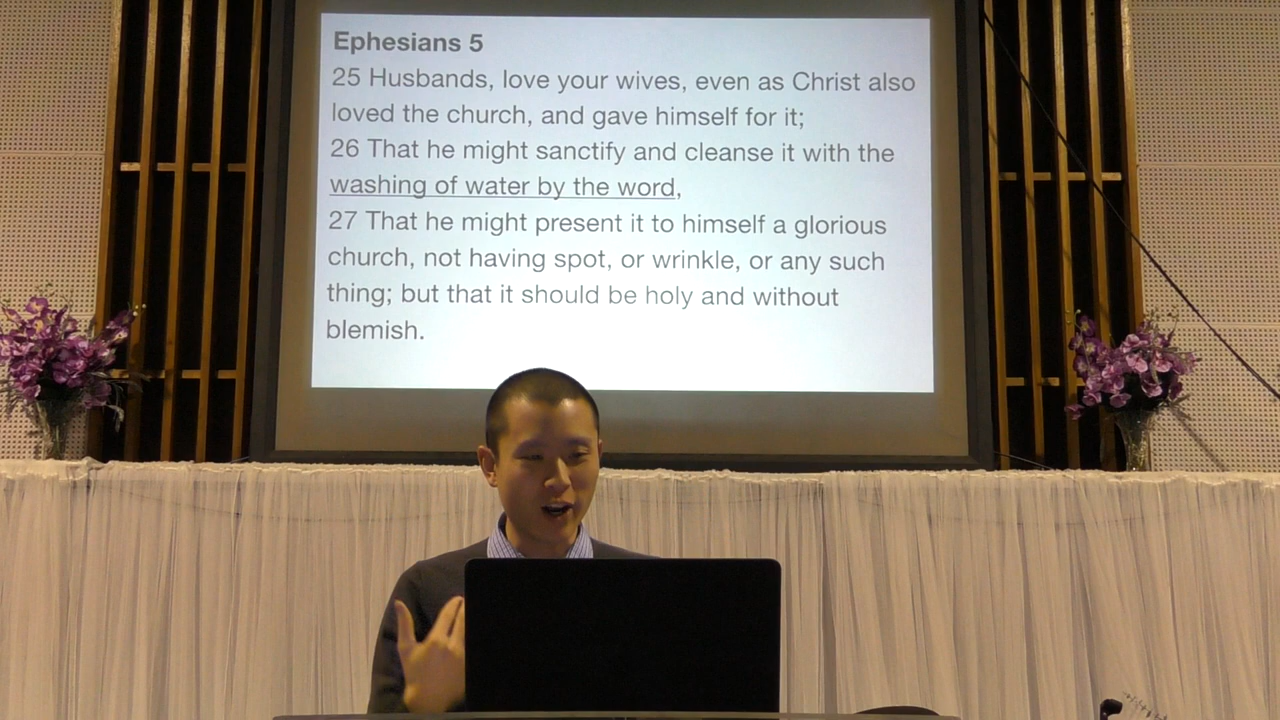 Ephesians 5
25 Husbands, love your wives, even as Christ also
loved the church, and gave himself for it;
26 That he might sanctify and cleanse it with the
washing of water by the word,
27 That he might present it to himself a glorious
church, not having spot, or wrinkle, or any such
thing; but that it should be holy and without
blemish.